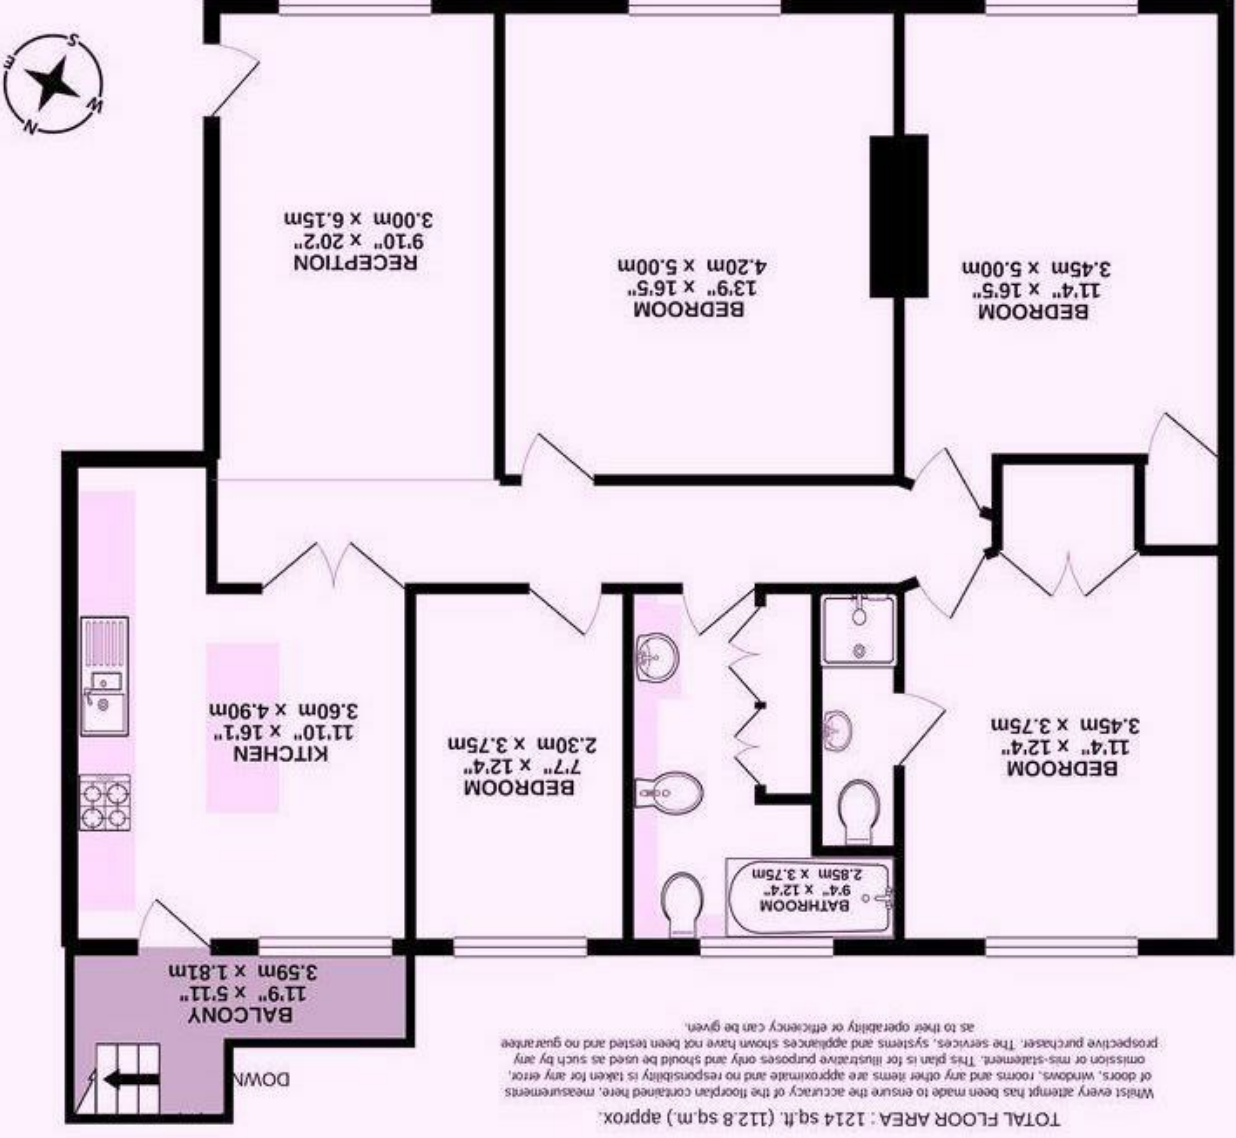 TOTAL FLOOR AREA : 1214 sq.ft. (112.8 sq.m.) approx.
Whilst every attempt has been made to ensure the accuracy of the floorplan contained here, measurements
of doors, windows, rooms and any other items are approximate and no responsibility is taken for any error,
omission or mis-statement. This plan is for illustrative purposes only and should be used as such by any
prospective purchaser. The services, systems and appliances shown have not been tested and no guarantee
as to their operability or efficiency can be given.
DOWN
BALCONY
11'9" x 5'11"
3.59m x 1.81m
BATHROOM
9'4" x 12'4"
2.85m x 3.75m
BEDROOM
11'4" x 12'4"
3.45m x 3.75m
BEDROOM
7'7" x 12'4"
2.30m x 3.75m
KITCHEN
11'10" x 16'1"
3.60m x 4.90m
BEDROOM
11'4" x 16'5"
3.45m x 5.00m
BEDROOM
13'9" x 16'5"
4.20m x 5.00m
RECEPTION
9'10" x 20'2"
3.00m x 6.15m
N
W
E
S